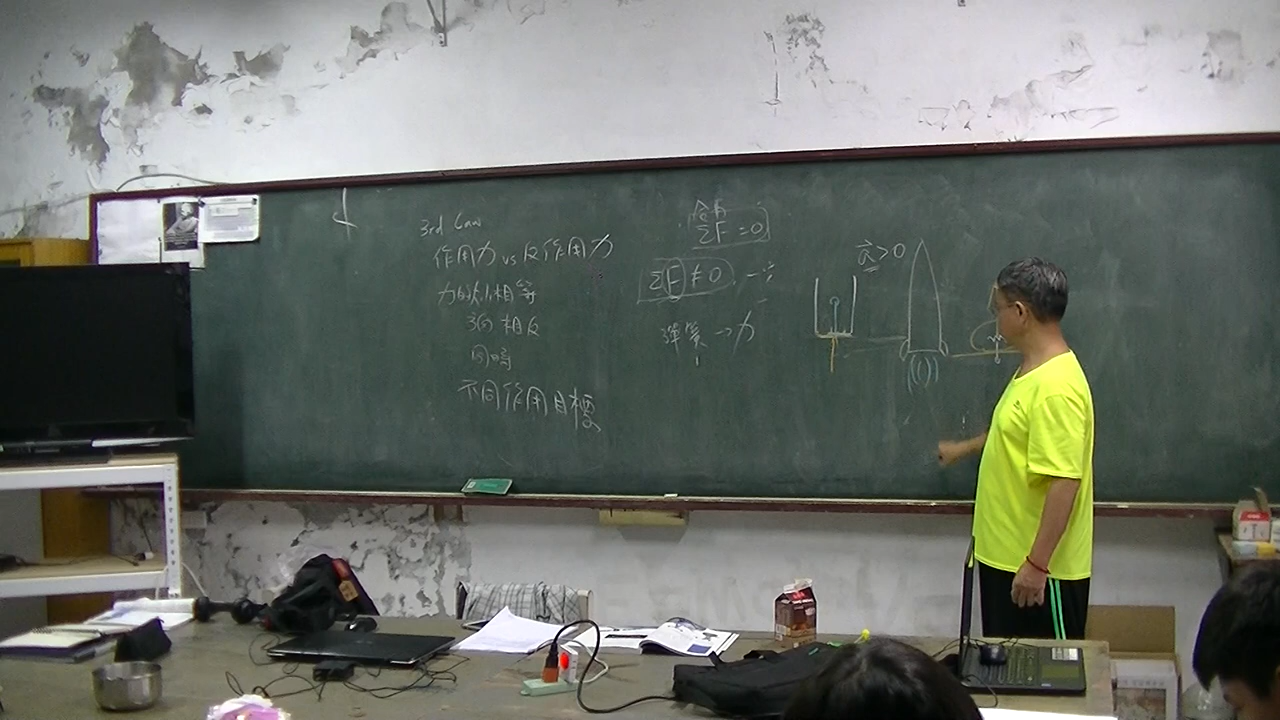 3rd Law
作用力 vs 反作用力
力的大小相等
方向相反
同時
不同作用目標
合力
ΣF = 0
ΣF ≠ 0
彈簧 → 力
a⃗ > 0